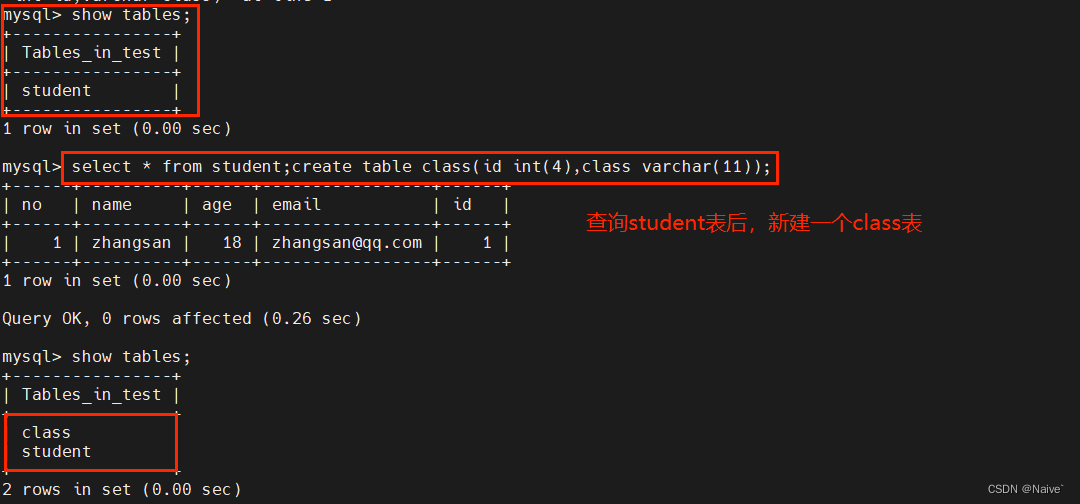 mysql> show tables;
+----------------+
| Tables_in_test |
+----------------+
| student        |
+----------------+
1 row in set (0.00 sec)
mysql> select * from student;create table class(id int(4),class varchar(11));
+------+----------+------+-----------------+------+
| no   | name     | age  | email           | id   |
+------+----------+------+-----------------+------+
|    1 | zhangsan |   18 | zhangsan@qq.com |    1 |
+------+----------+------+-----------------+------+
查询student表后，新建一个class表
1 row in set (0.00 sec)
Query OK, 0 rows affected (0.26 sec)
mysql> show tables;
+----------------+
| Tables_in_test |
class
student
2 rows in set (0.00 sec)
CSDN @Naive`